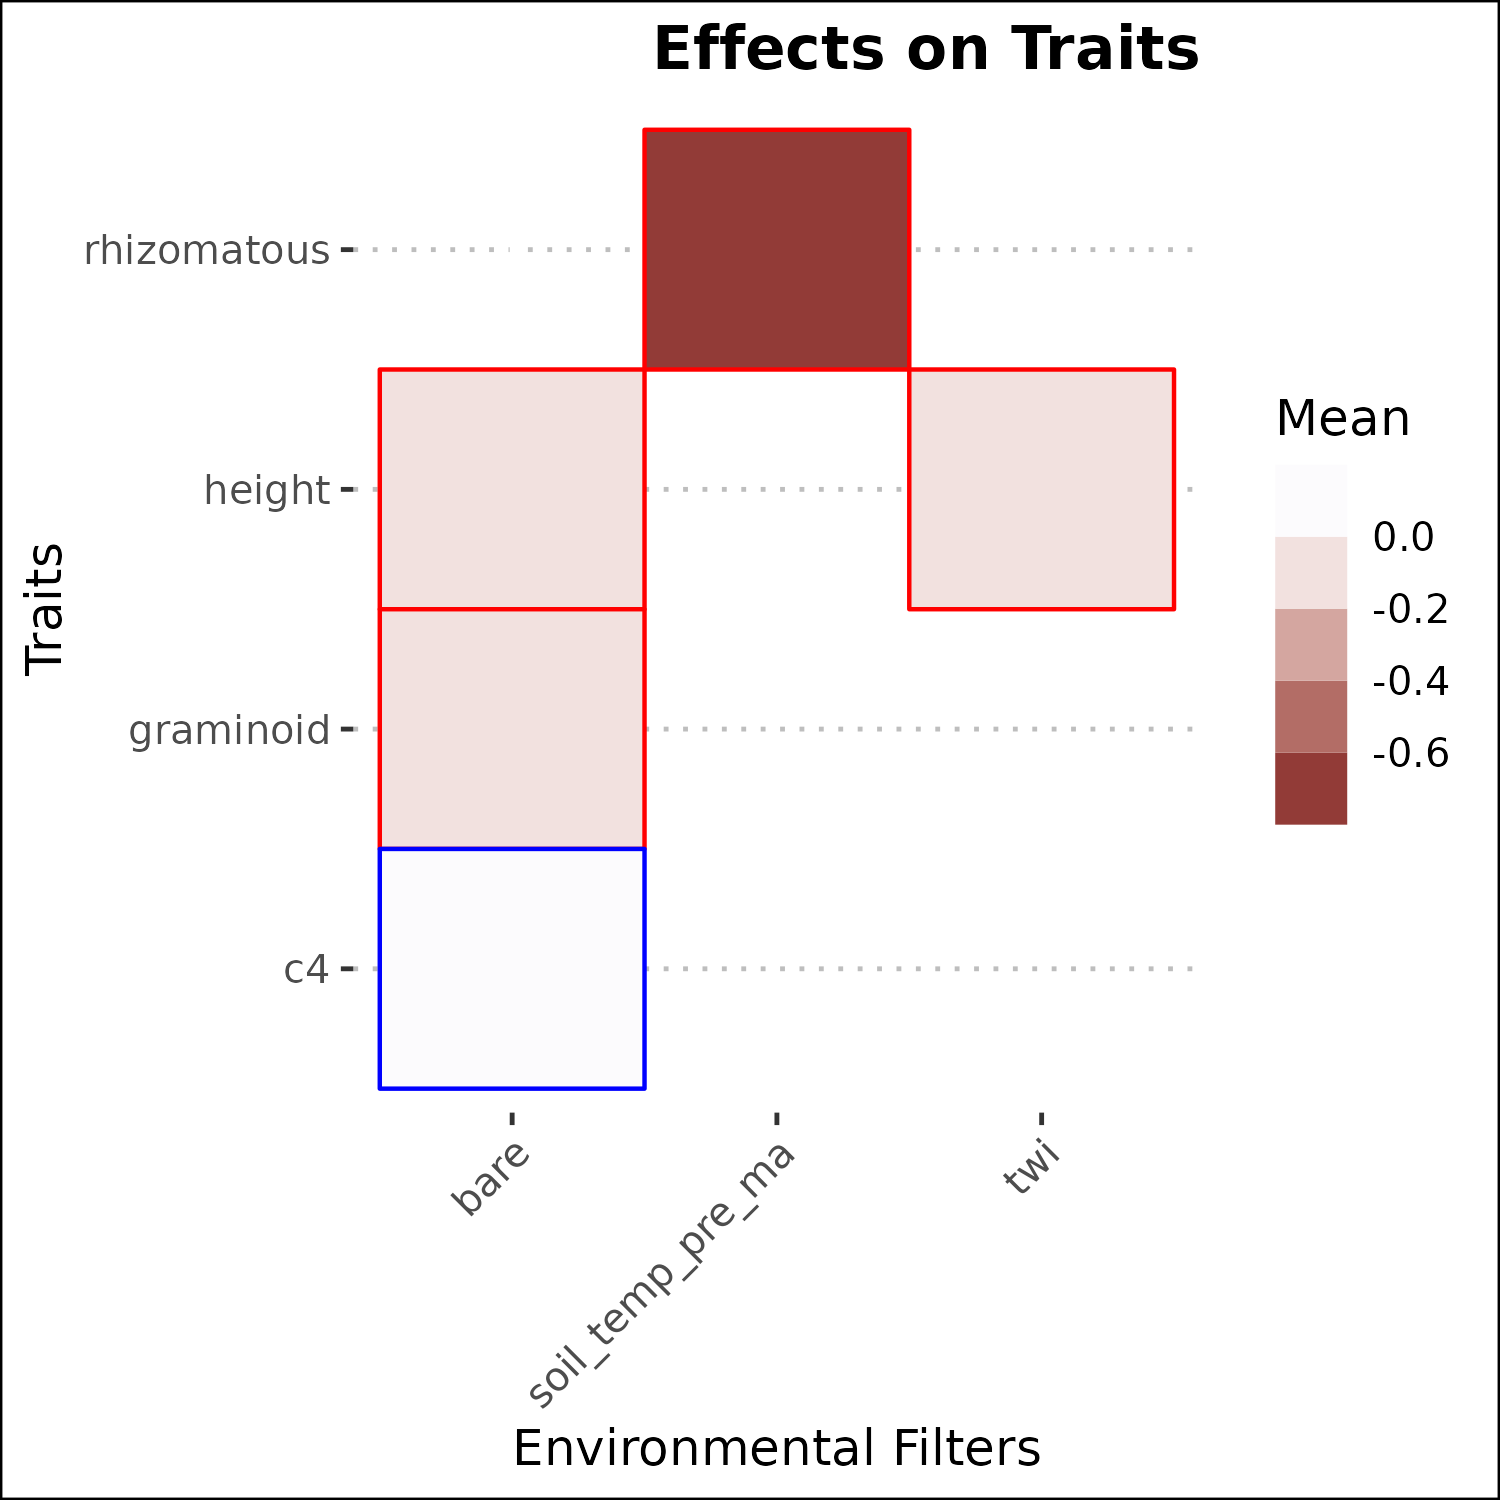 Effects on Traits
rhizomatous
height
graminoid
c4
Traits
bare
soil_temp_pre_ma
twi
Environmental Filters
Mean
0.0
-0.2
-0.4
-0.6